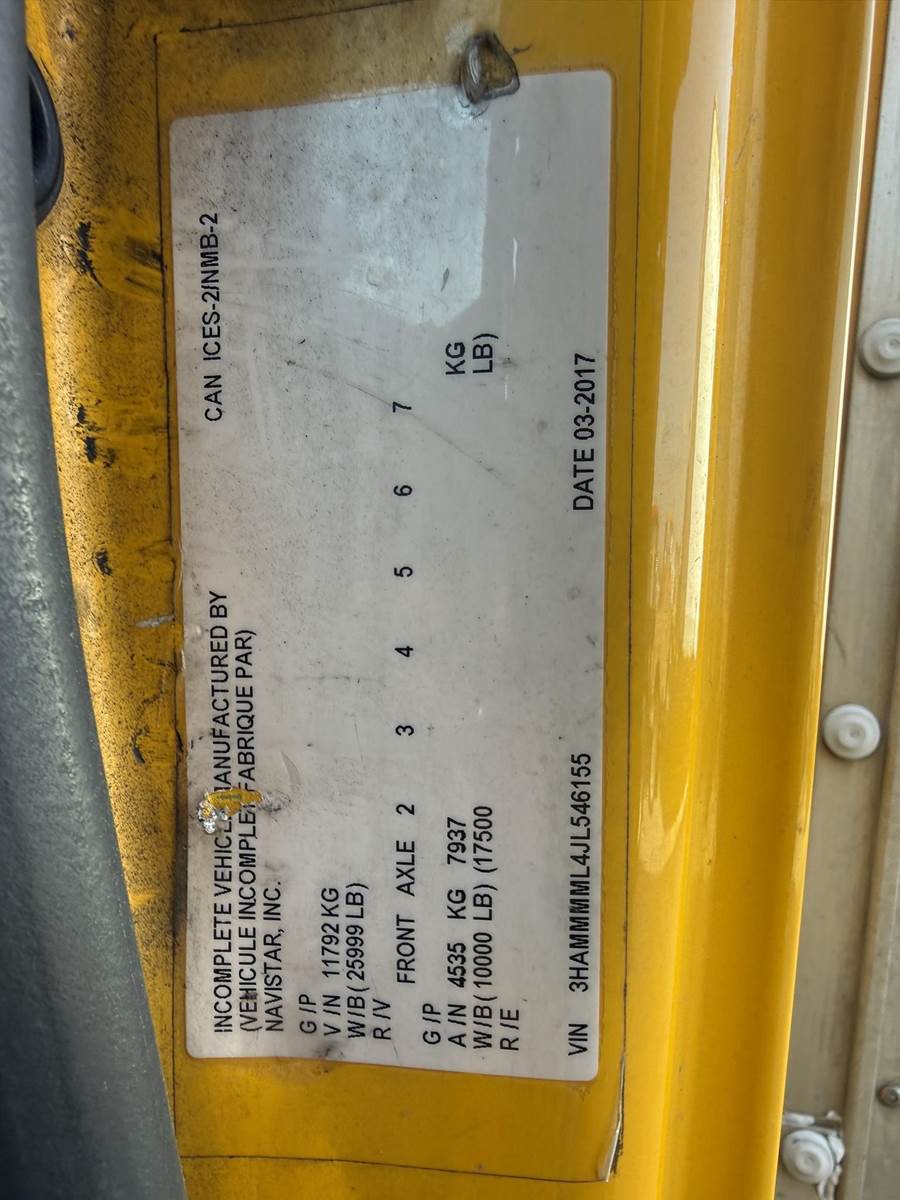 INCOMPLETE VEHICLE MANUFACTURED BY CAN ICES-2/NMB-2
(VEHICULE INCOMPLET FABRIQUE PAR)
NAVISTAR, INC.
G /P
V /N 11792 KG
W/B( 25999 LB)
R /V
FRONT AXLE 2 3 4 5 6 7
G /P
A /N 4535 KG 7937 KG
W/B( 10000 LB) (17500 LB)
R /E
VIN 3HAMMMML4JL546155 DATE 03-2017